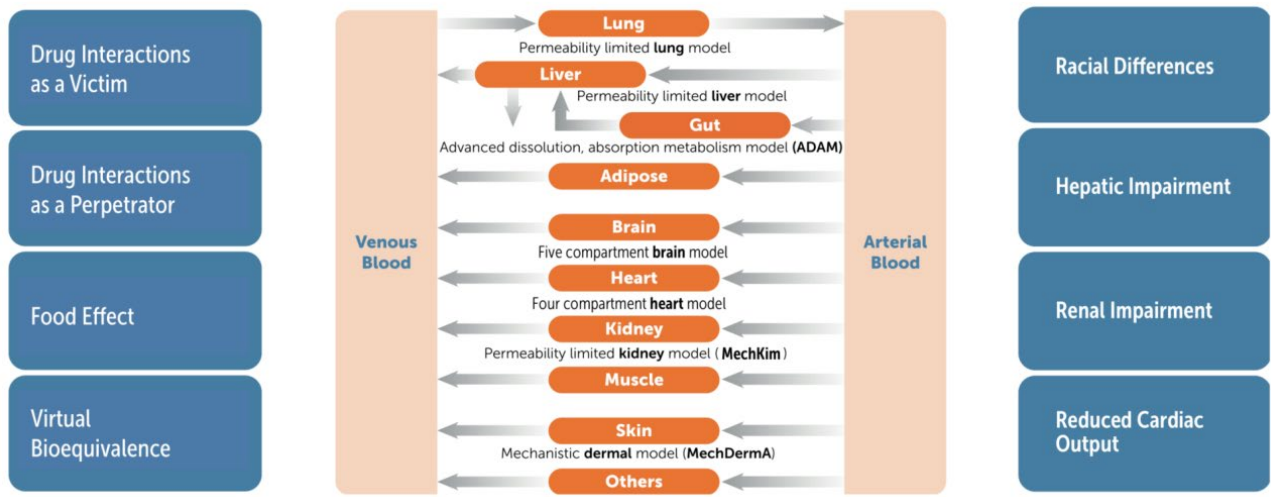 Drug Interactions
as a Victim
Drug Interactions
as a Perpetrator
Food Effect
Virtual
Bioequivalence
Venous
Blood
Lung
Permeability limited lung model
Liver
Permeability limited liver model
Gut
Advanced dissolution, absorption metabolism model (ADAM)
Adipose
Brain
Five compartment brain model
Heart
Four compartment heart model
Kidney
Permeability limited kidney model ( MechKim )
Muscle
Skin
Mechanistic dermal model (MechDermA)
Others
Arterial
Blood
Racial Differences
Hepatic Impairment
Renal Impairment
Reduced Cardiac
Output